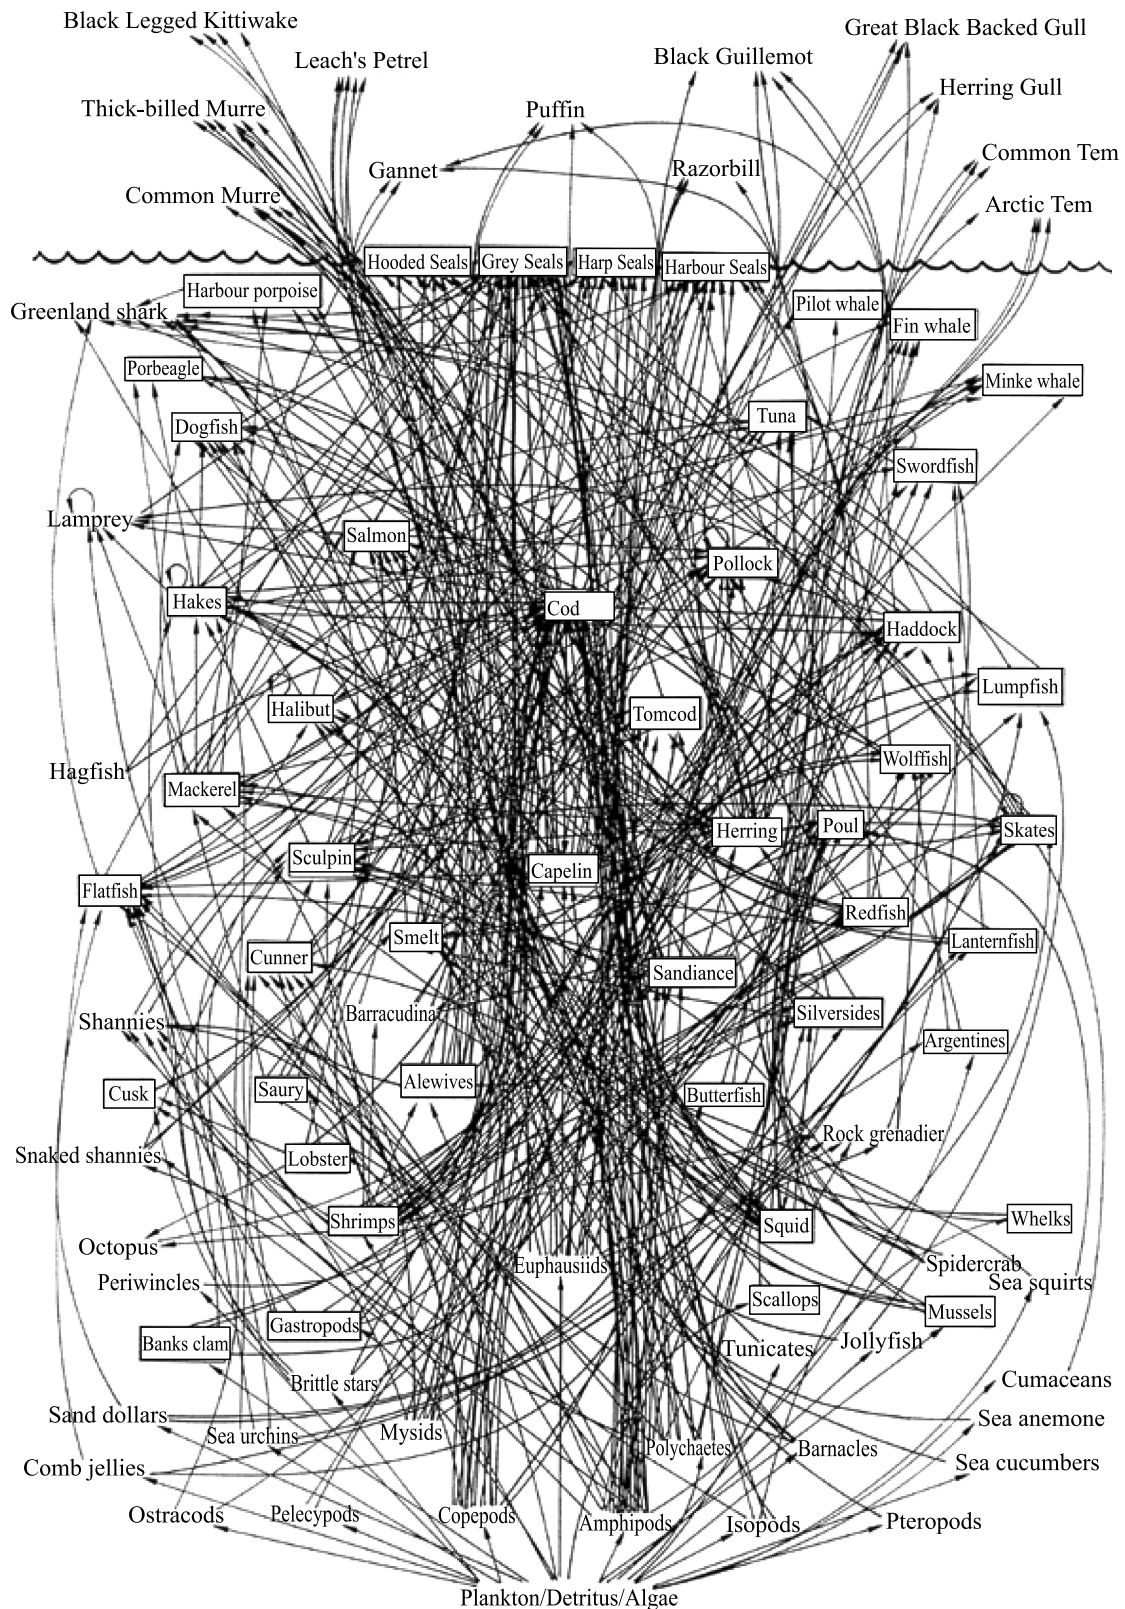 Black Legged Kittiwake
Great Black Backed Gull
Leach's Petrel
Black Guillemot
Herring Gull
Thick-billed Murre
Puffin
Common Tem
Gannet
Razorbill
Common Murre
Arctic Tem
Hooded Seals
Grey Seals
Harp Seals
Harbour Seals
Harbour porpoise
Pilot whale
Greenland shark
Fin whale
Porbeagle
Minke whale
Dogfish
Tuna
Swordfish
Lamprey
Salmon
Pollock
Hakes
Cod
Haddock
Lumpfish
Halibut
Tomcod
Hagfish
Wolffish
Mackerel
Herring
Poul
Skates
Sculpin
Capelin
Flatfish
Redfish
Smelt
Lanternfish
Cunner
Sandiance
Barracudina
Silversides
Shannies
Argentines
Cusk
Saury
Alewives
Butterfish
Rock grenadier
Snaked shannies
Lobster
Shrimps
Squid
Whelks
Octopus
Euphausiids
Spidercrab
Periwincles
Sea squirts
Scallops
Mussels
Gastropods
Banks clam
Jollyfish
Tunicates
Brittle stars
Cumaceans
Sand dollars
Sea urchins
Mysids
Polychaetes
Barnacles
Sea anemone
Comb jellies
Sea cucumbers
Ostracods
Pelecypods
Copepods
Amphipods
Isopods
Pteropods
Plankton/Detritus/Algae